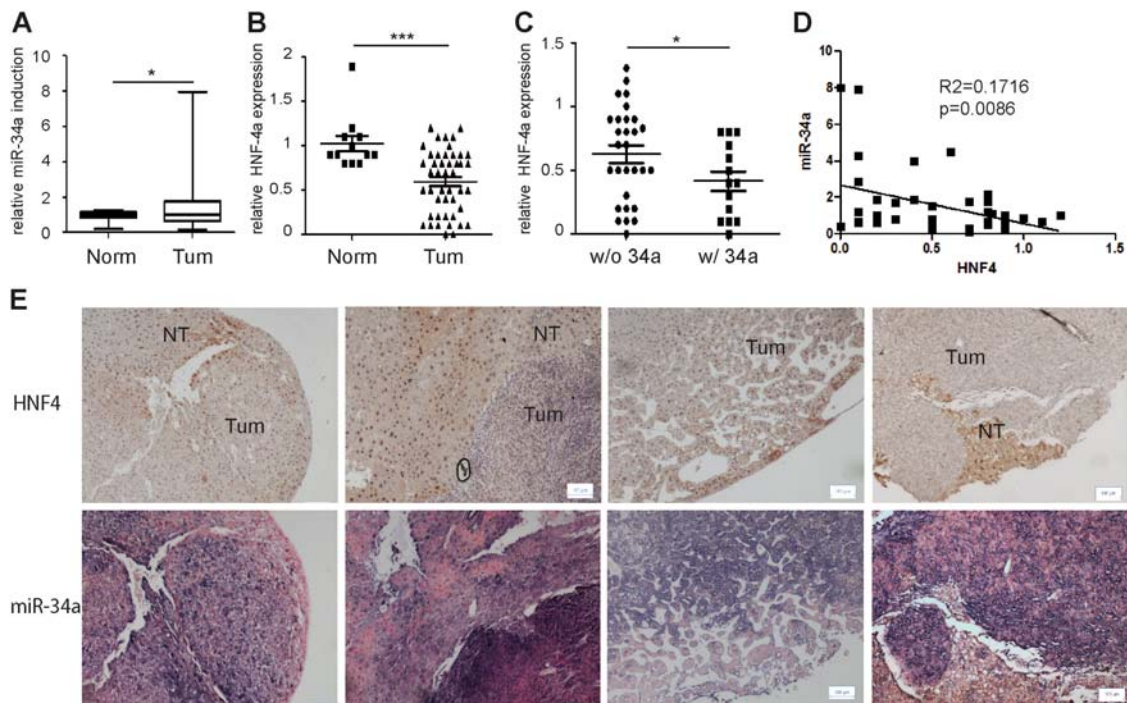 A
relative miR-34a induction
10
8
6
4
2
0
*
Norm Tum
B
relative HNF-4a expression
2
1.5
1
0.5
0
***
Norm Tum
C
relative HNF-4a expression
1.5
1
0.5
0
*
w/o 34a w/ 34a
D
miR-34a
10
8
6
4
2
0
R2=0.1716
p=0.0086
0.0 0.5 1.0 1.5
HNF4
E
HNF4
NT
Tum
NT
Tum
Tum
Tum
NT
miR-34a